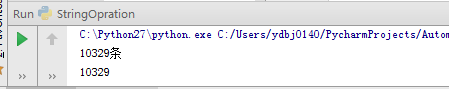 Run StringOpration
C:\Python27\python.exe C:/Users/ydbj0140/PycharmProjects/Autom
10329条
10329